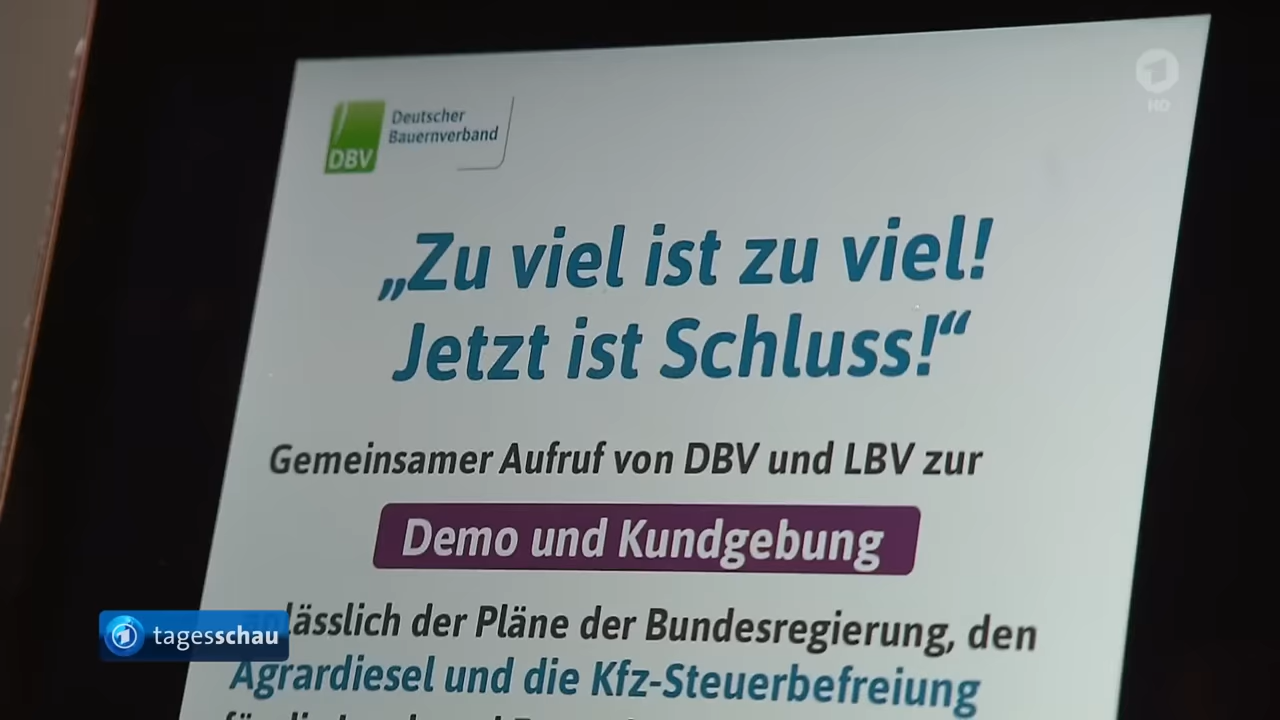 HD
Deutscher
Bauernverband
DBV
„Zu viel ist zu viel!
Jetzt ist Schluss!“
Gemeinsamer Aufruf von DBV und LBV zur
Demo und Kundgebung
anlässlich der Pläne der Bundesregierung, den
Agrardiesel und die Kfz-Steuerbefreiung
tagesschau